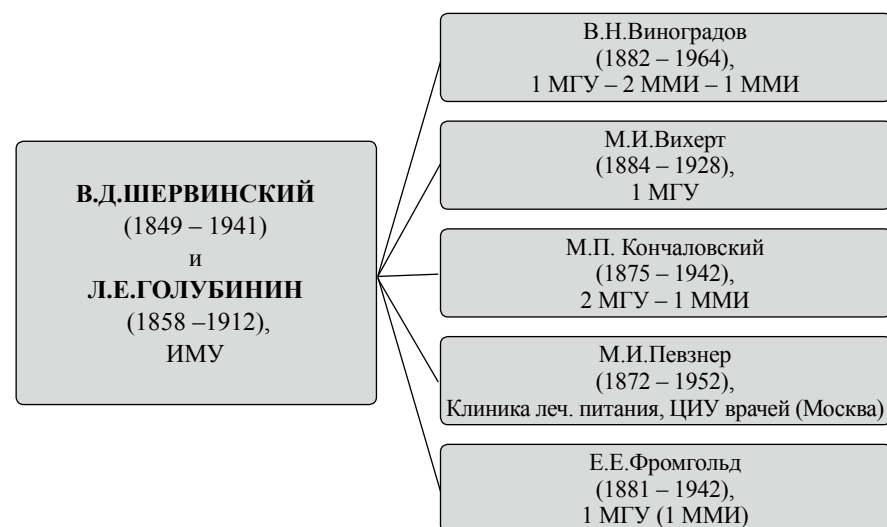 В.Д.ШЕРВИНСКИЙ
(1849 – 1941)
и
Л.Е.ГОЛУБИНИН
(1858 –1912),
ИМУ
В.Н.Виноградов
(1882 – 1964),
1 МГУ – 2 ММИ – 1 ММИ
М.И.Вихерт
(1884 – 1928),
1 МГУ
М.П. Кончаловский
(1875 – 1942),
2 МГУ – 1 ММИ
М.И.Певзнер
(1872 – 1952),
Клиника леч. питания, ЦИУ врачей (Москва)
Е.Е.Фромгольд
(1881 – 1942),
1 МГУ (1 ММИ)